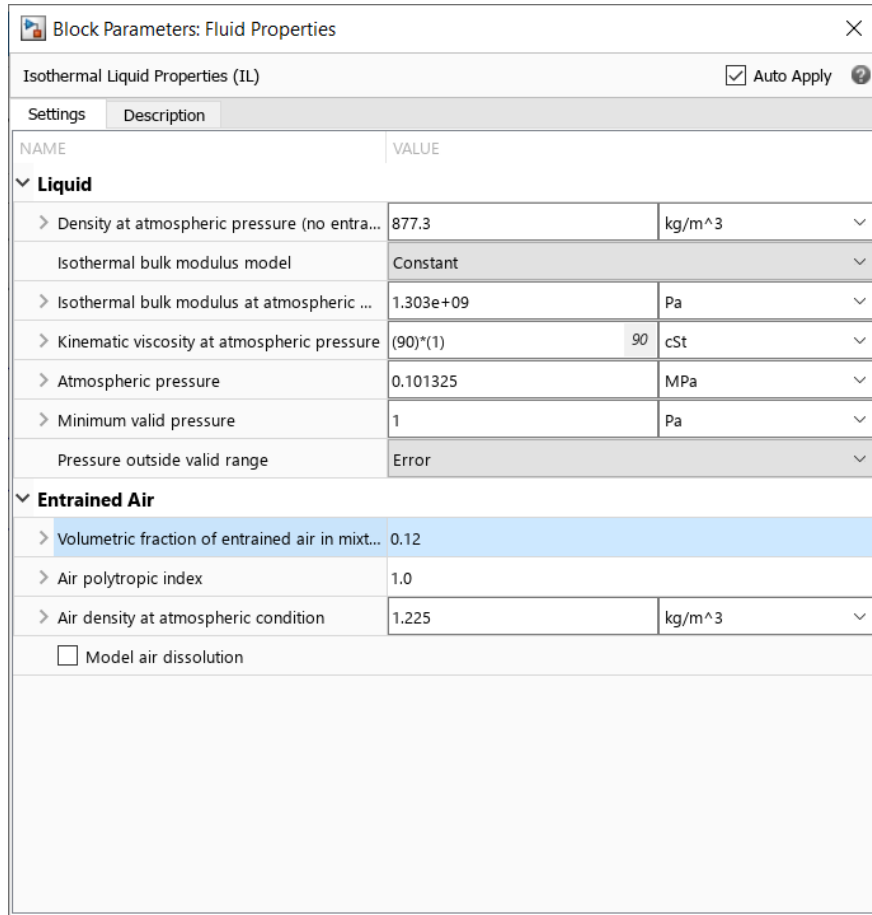 Block Parameters: Fluid Properties
Isothermal Liquid Properties (IL) Auto Apply
Settings Description
NAME VALUE
Liquid
Density at atmospheric pressure (no entra... 877.3 kg/m^3
Isothermal bulk modulus model Constant
Isothermal bulk modulus at atmospheric ... 1.303e+09 Pa
Kinematic viscosity at atmospheric pressure (90)*(1) 90 cSt
Atmospheric pressure 0.101325 MPa
Minimum valid pressure 1 Pa
Pressure outside valid range Error
Entrained Air
Volumetric fraction of entrained air in mixt... 0.12
Air polytropic index 1.0
Air density at atmospheric condition 1.225 kg/m^3
Model air dissolution